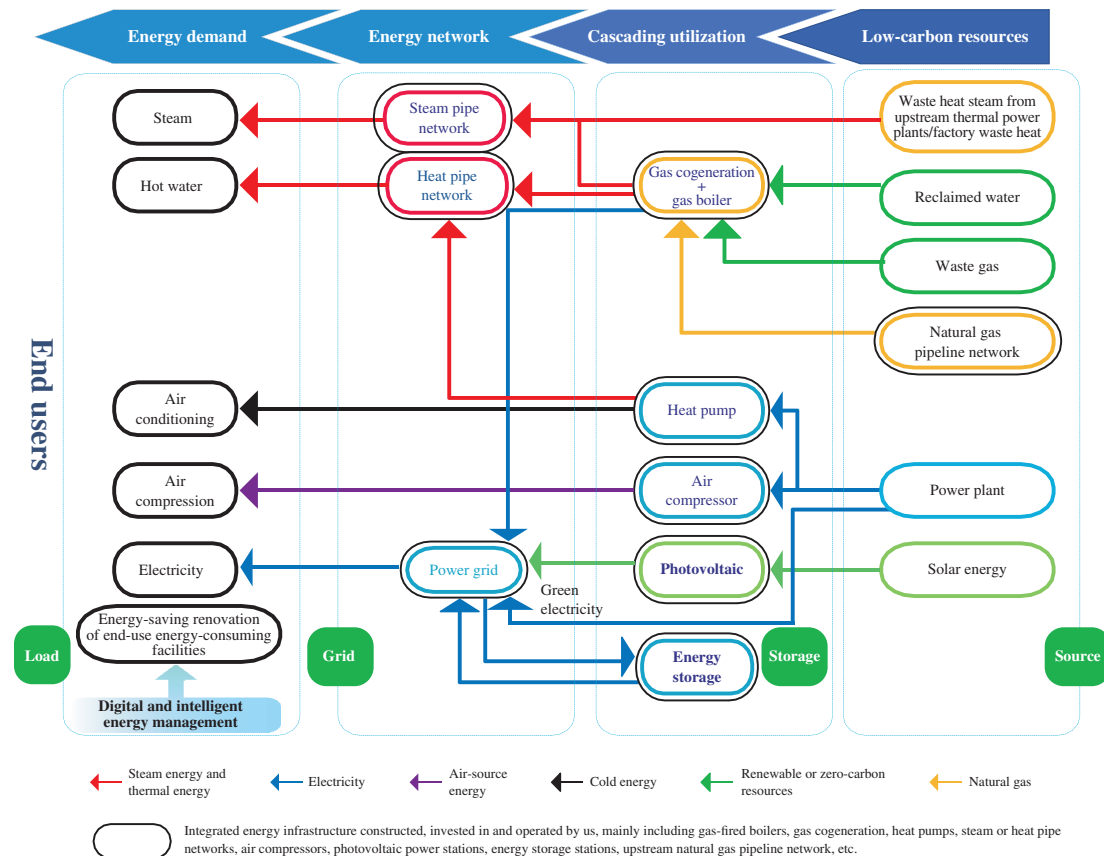 Energy demand
Energy network
Cascading utilization
Low-carbon resources
Steam
Steam pipe
network
Waste heat steam from
upstream thermal power
plants/factory waste heat
Hot water
Heat pipe
network
Gas cogeneration
+
gas boiler
Reclaimed water
Waste gas
Natural gas
pipeline network
End users
Air
conditioning
Heat pump
Air
compression
Air
compressor
Power plant
Electricity
Power grid
Photovoltaic
Solar energy
Green
electricity
Energy-saving renovation
of end-use energy-consuming
facilities
Load
Grid
Energy
storage
Storage
Source
Digital and intelligent
energy management
Steam energy and
thermal energy
Electricity
Air-source
energy
Cold energy
Renewable or zero-carbon
resources
Natural gas
Integrated energy infrastructure constructed, invested in and operated by us, mainly including gas-fired boilers, gas cogeneration, heat pumps, steam or heat pipe
networks, air compressors, photovoltaic power stations, energy storage stations, upstream natural gas pipeline network, etc.